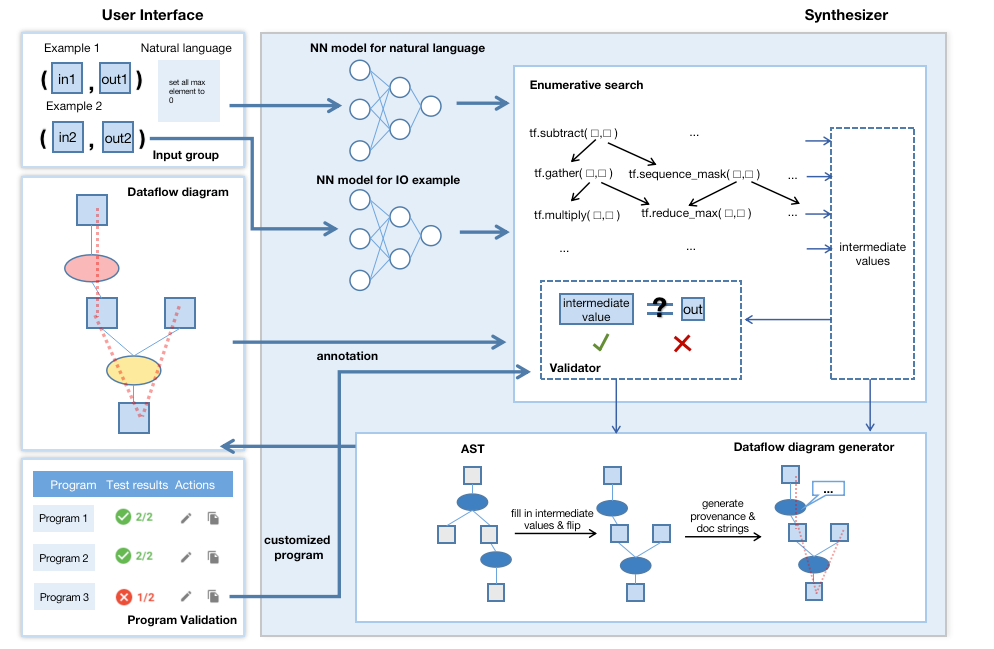 User Interface
Synthesizer
Example 1
Natural language
( in1 , out1 )
set all max
element to
0
Example 2
( in2 , out2 )
Input group
NN model for natural language
NN model for IO example
Enumerative search
tf.subtract( □,□ )
...
tf.gather( □,□ )
tf.sequence_mask( □,□ )
...
tf.multiply( □,□ )
tf.reduce_max( □,□ )
...
...
...
intermediate
values
intermediate
value
?
out
Validator
Dataflow diagram
annotation
customized
program
Program
Test results
Actions
Program 1
2/2
Program 2
2/2
Program 3
1/2
Program Validation
AST
Dataflow diagram generator
fill in intermediate
values & flip
generate
provenance &
doc strings
...